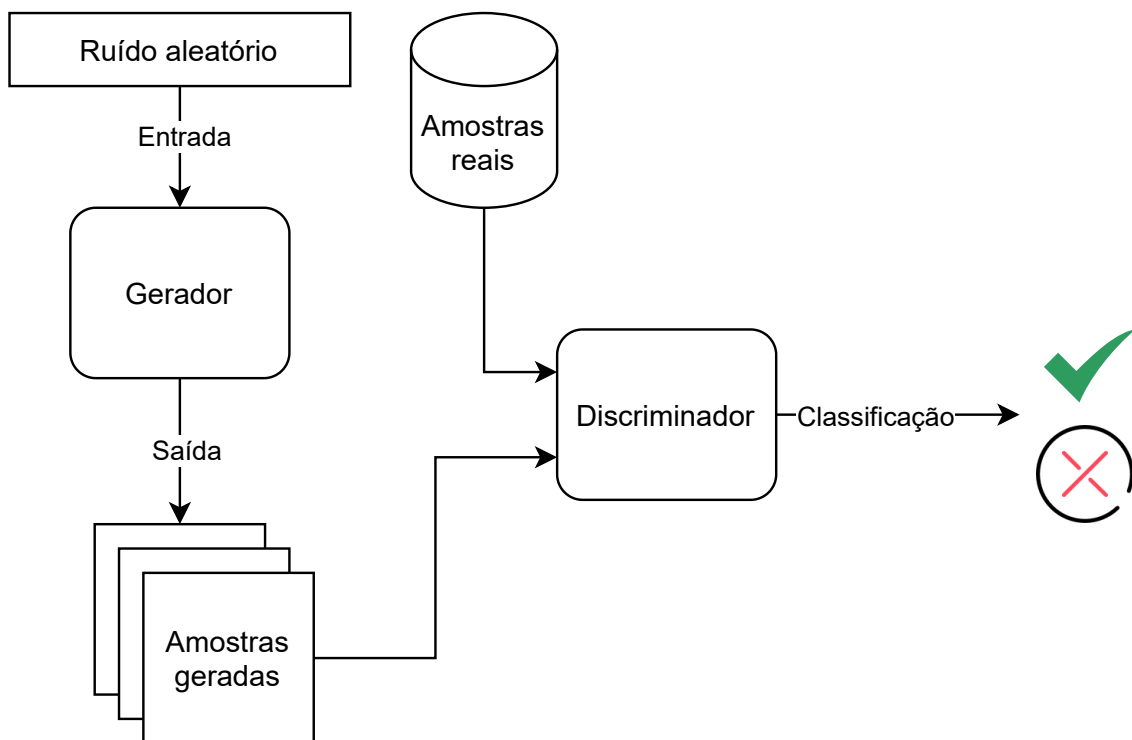 Ruído aleatório
Entrada
Gerador
Saída
Amostras
geradas
Amostras
reais
Discriminador
Classificação